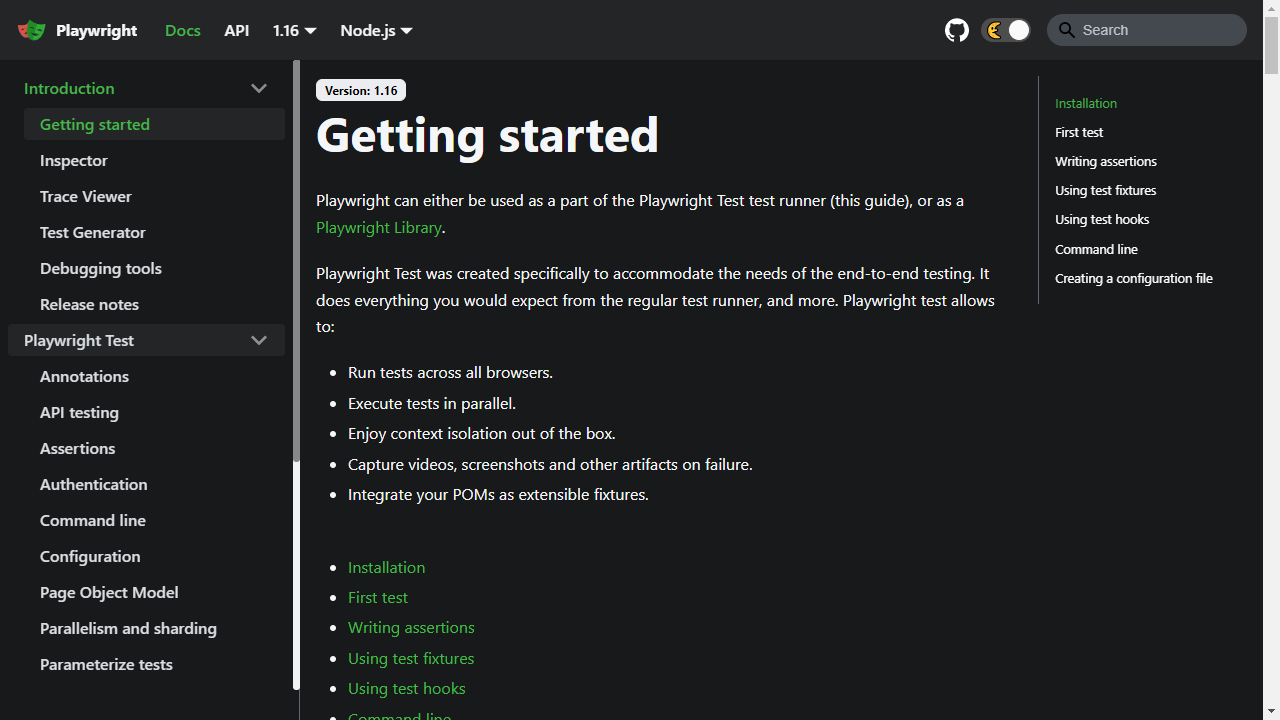 Playwright
Docs
API
1.16
Node.js
Search
Introduction
Getting started
Inspector
Trace Viewer
Test Generator
Debugging tools
Release notes
Playwright Test
Annotations
API testing
Assertions
Authentication
Command line
Configuration
Page Object Model
Parallelism and sharding
Parameterize tests
Version: 1.16
Getting started
Playwright can either be used as a part of the Playwright Test test runner (this guide), or as a
Playwright Library.
Playwright Test was created specifically to accommodate the needs of the end-to-end testing. It
does everything you would expect from the regular test runner, and more. Playwright test allows
to:
Run tests across all browsers.
Execute tests in parallel.
Enjoy context isolation out of the box.
Capture videos, screenshots and other artifacts on failure.
Integrate your POMs as extensible fixtures.
Installation
First test
Writing assertions
Using test fixtures
Using test hooks
Command line
Installation
First test
Writing assertions
Using test fixtures
Using test hooks
Command line
Creating a configuration file